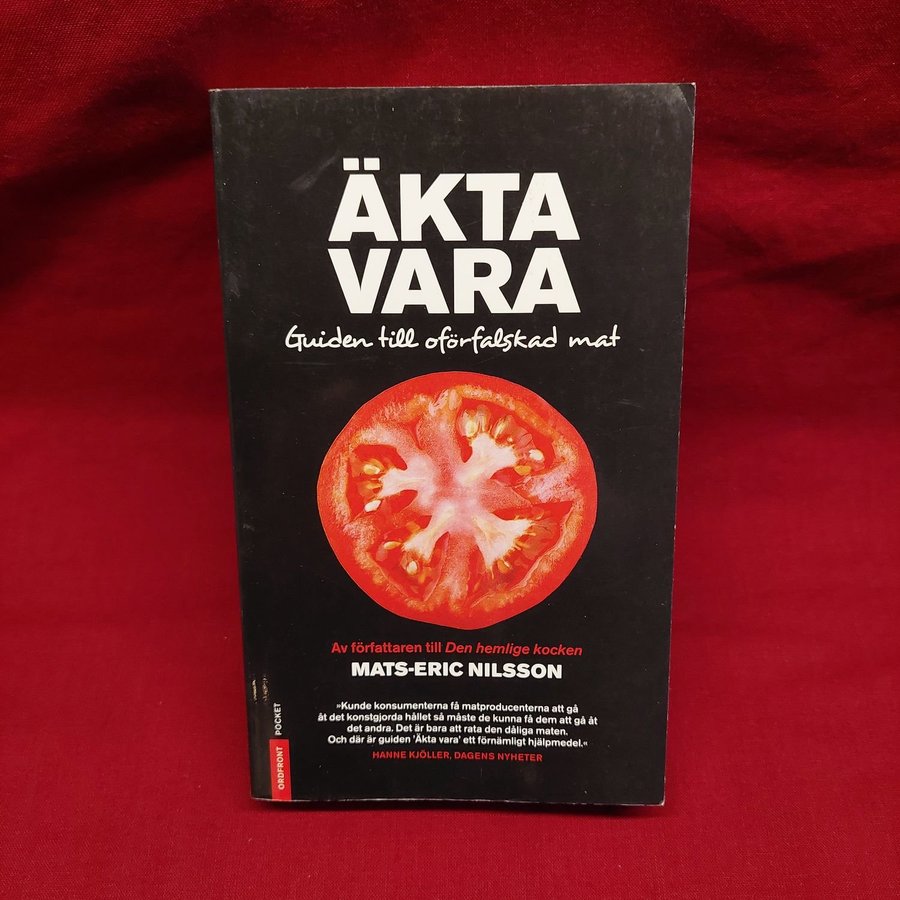 ÄKTA
VARA
Guiden till oförfalskad mat
Av författaren till Den hemlige kocken
MATS-ERIC NILSSON
»Kunde konsumenterna få matproducenterna att gå
åt det konstgjorda hållet så måste de kunna få dem att gå åt
det andra. Det är bara att rata den dåliga maten.
Och där är guiden 'Äkta vara' ett förnämligt hjälpmedel.«
HANNE KJÖLLER, DAGENS NYHETER
ORDFRONT POCKET